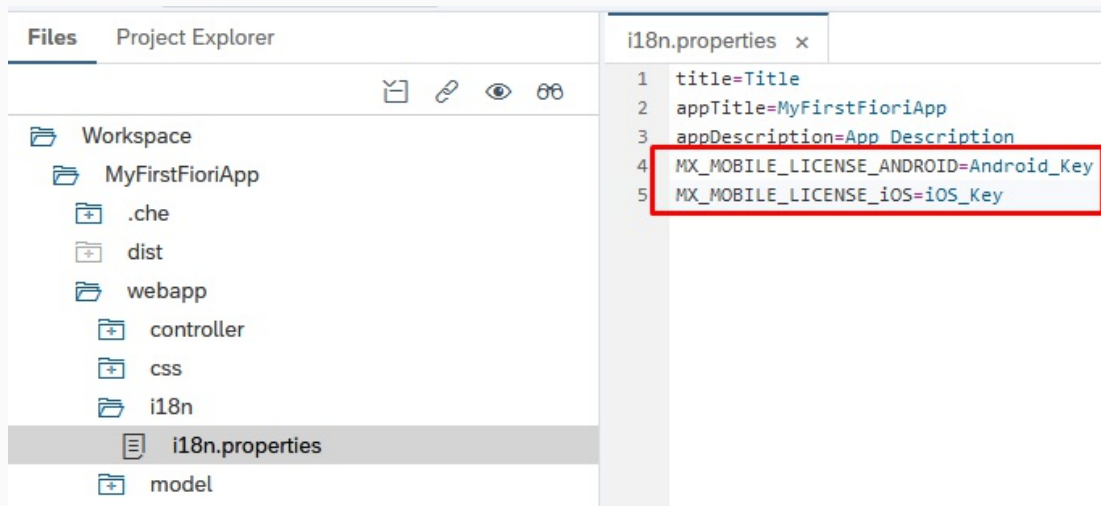 Files Project Explorer
Workspace
MyFirstFioriApp
.che
dist
webapp
controller
css
i18n
i18n.properties
model
i18n.properties ×
1 title=Title
2 appTitle=MyFirstFioriApp
3 appDescription=App Description
4 MX_MOBILE_LICENSE_ANDROID=Android_Key
5 MX_MOBILE_LICENSE_iOS=iOS_Key